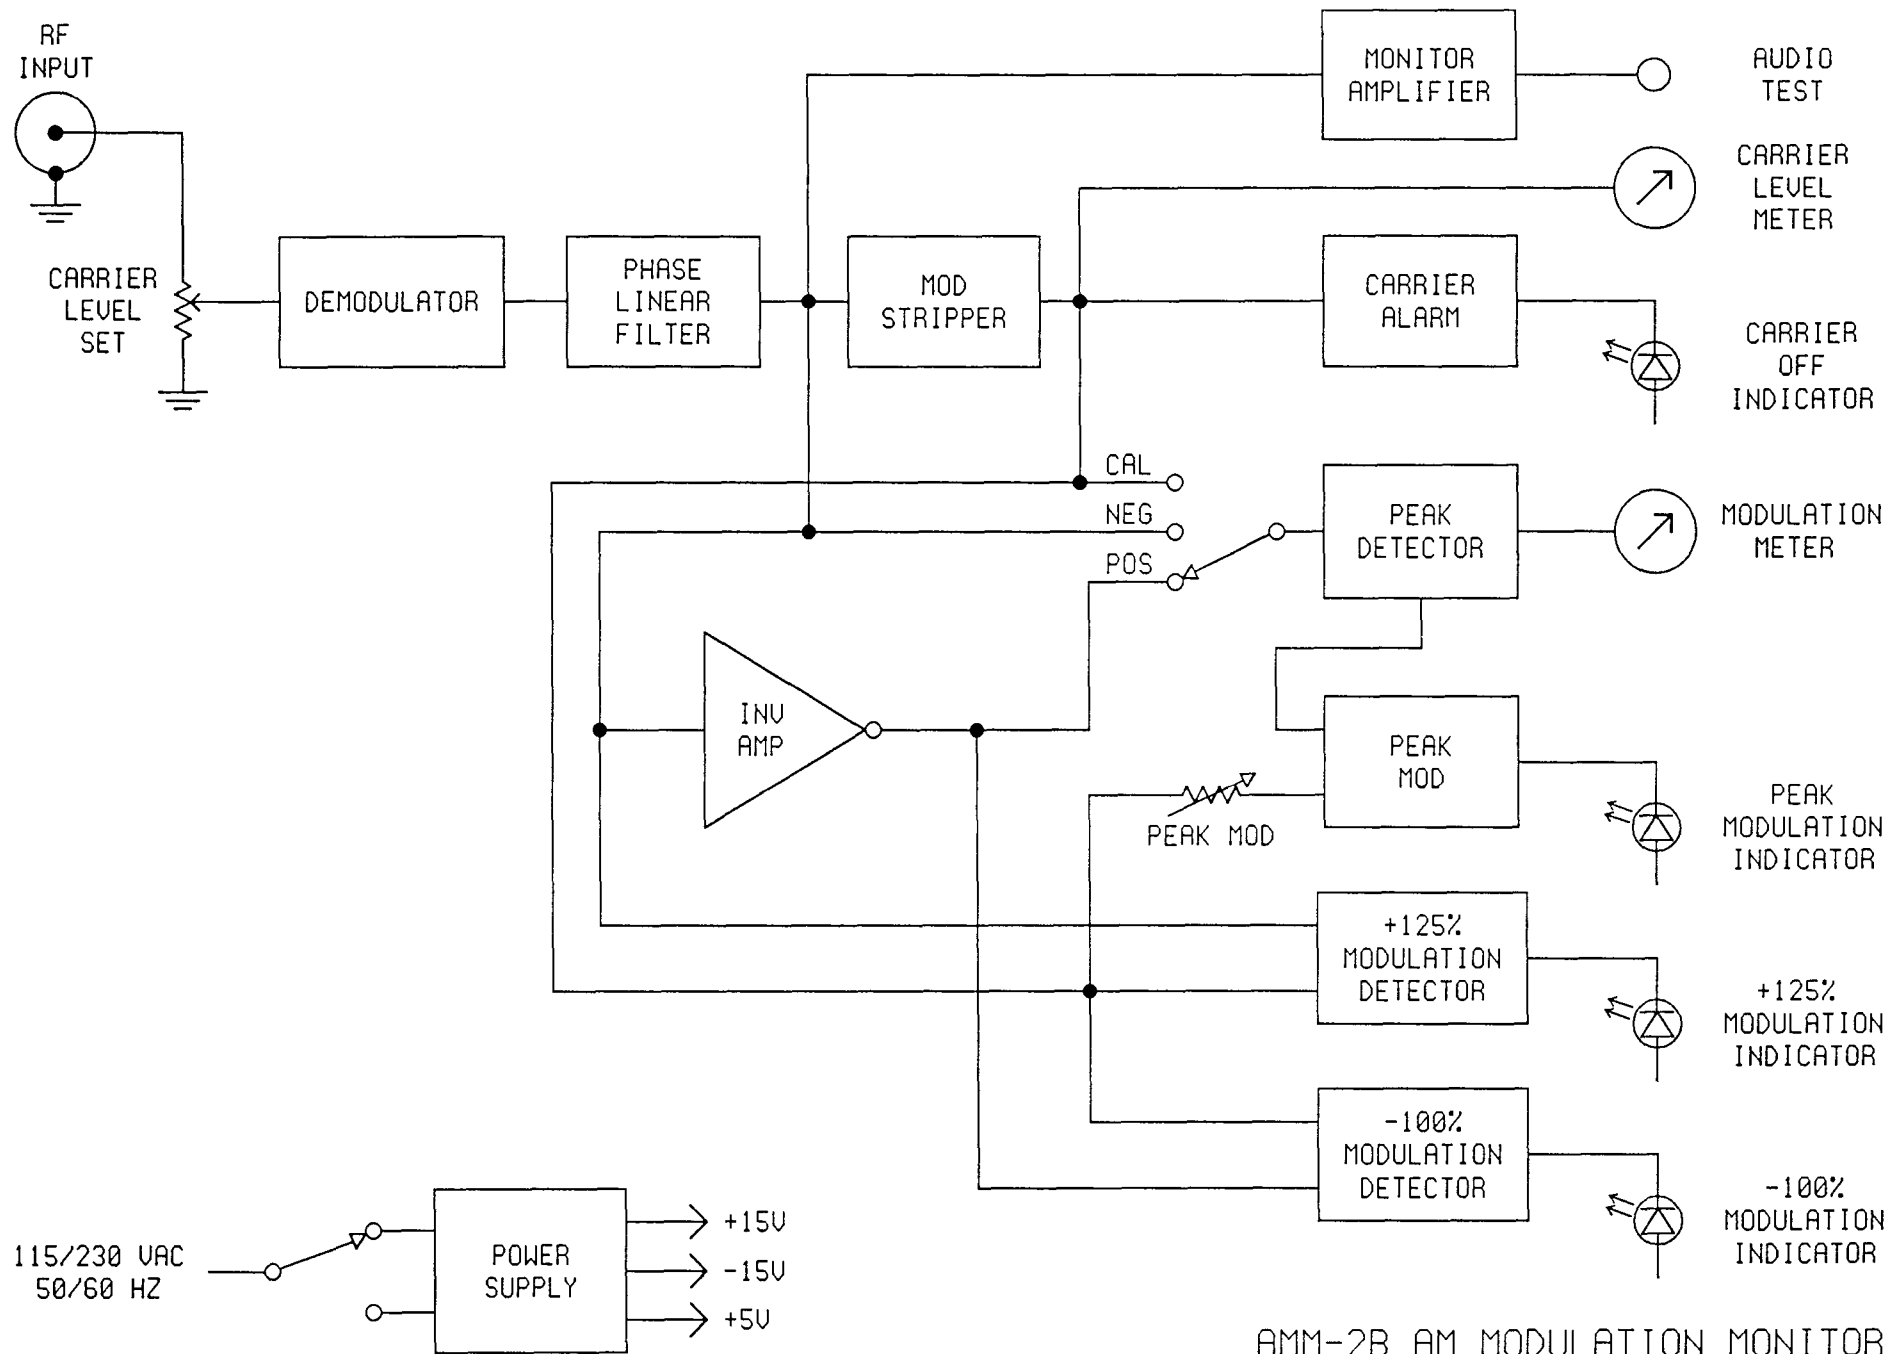 RF
INPUT
MONITOR
AMPLIFIER
AUDIO
TEST
CARRIER
LEVEL
METER
CARRIER
LEVEL
SET
DEMODULATOR
PHASE
LINEAR
FILTER
MOD
STRIPPER
CARRIER
ALARM
CARRIER
OFF
INDICATOR
CAL
NEG
POS
PEAK
DETECTOR
MODULATION
METER
INV
AMP
PEAK
MOD
PEAK MOD
PEAK
MODULATION
INDICATOR
+125%
MODULATION
DETECTOR
+125%
MODULATION
INDICATOR
-100%
MODULATION
DETECTOR
-100%
MODULATION
INDICATOR
115/230 VAC
50/60 HZ
POWER
SUPPLY
+15V
-15V
+5V
AMM-2B AM MODULATION MONITOR